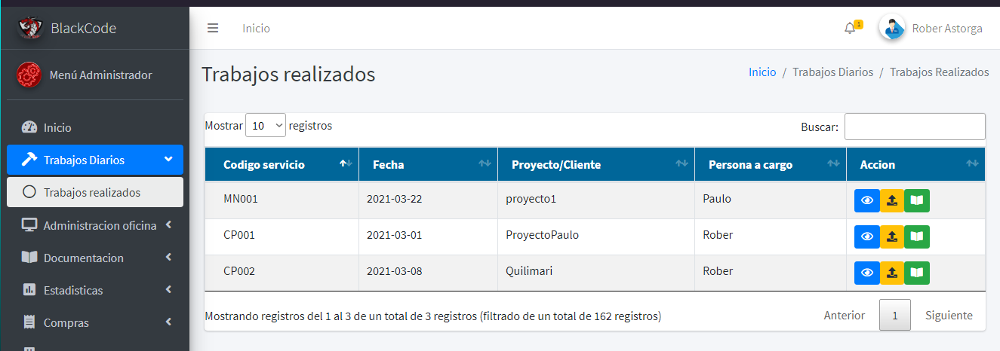 BlackCode
Inicio
1
Rober Astorga
Menú Administrador
Trabajos realizados
Inicio / Trabajos Diarios / Trabajos Realizados
Inicio
Trabajos Diarios
Trabajos realizados
Administracion oficina
Documentacion
Estadisticas
Compras
Mostrar 10 registros
Buscar:
Codigo servicio Fecha Proyecto/Cliente Persona a cargo Accion
MN001 2021-03-22 proyecto1 Paulo
CP001 2021-03-01 ProyectoPaulo Rober
CP002 2021-03-08 Quilimari Rober
Mostrando registros del 1 al 3 de un total de 3 registros (filtrado de un total de 162 registros)
Anterior 1 Siguiente